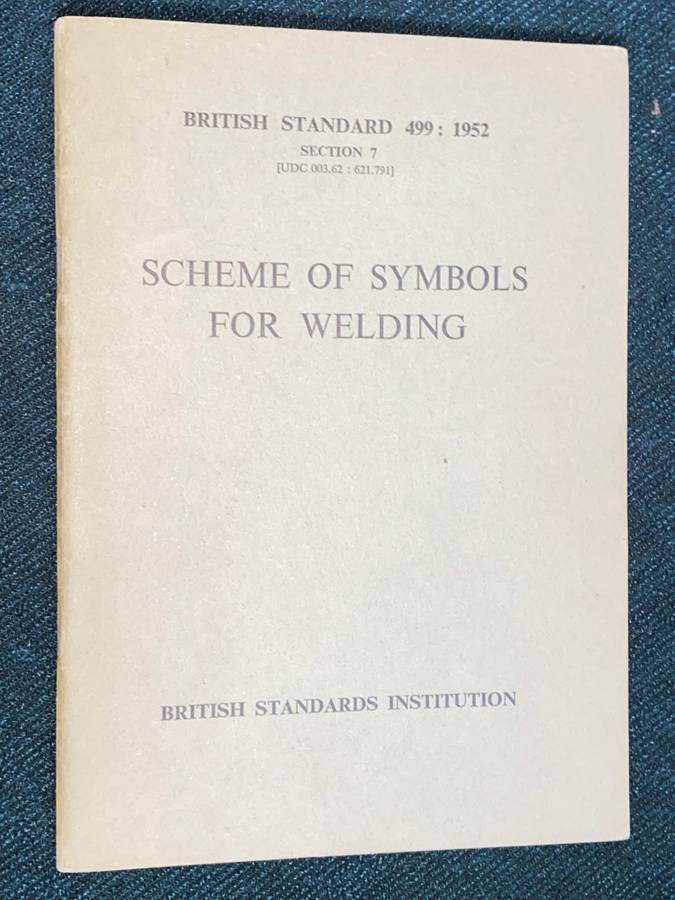 BRITISH STANDARD 499 : 1952
SECTION 7
[UDC 003.62 : 621.791]
SCHEME OF SYMBOLS
FOR WELDING
BRITISH STANDARDS INSTITUTION